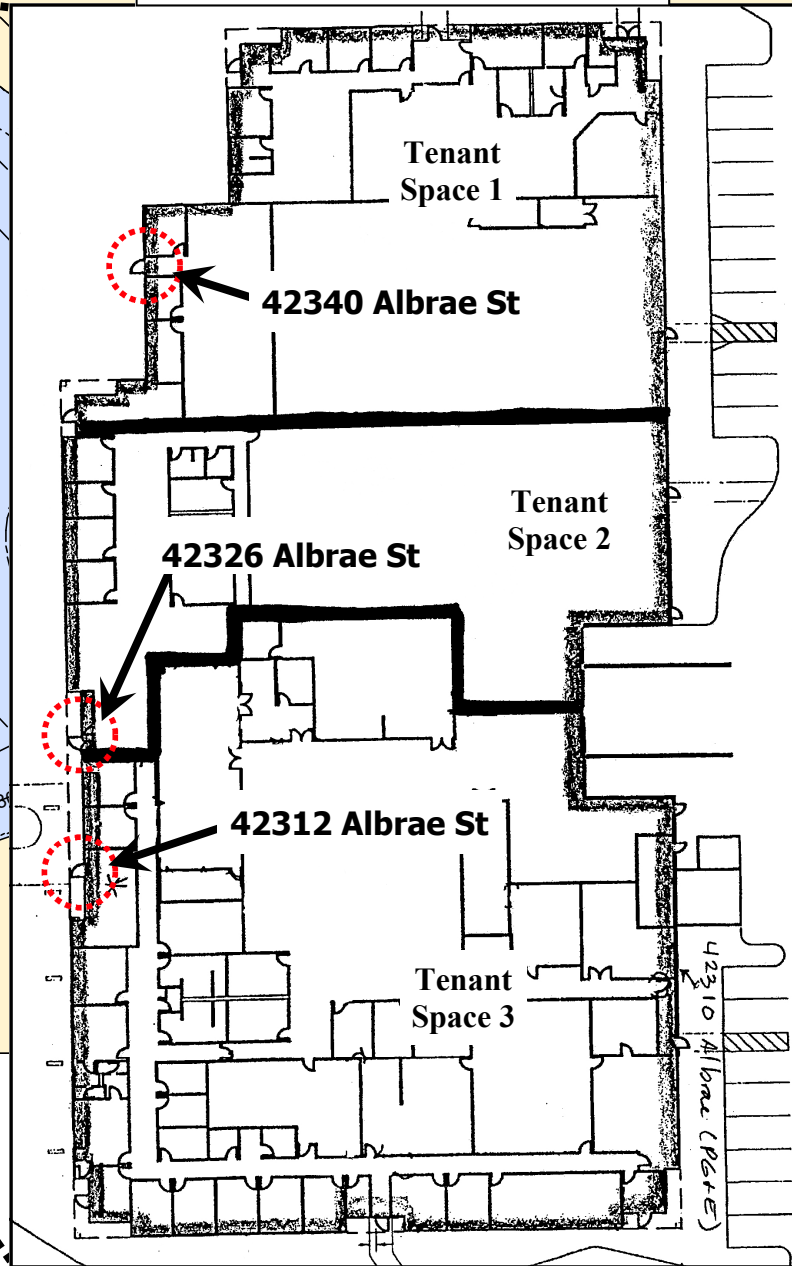 Tenant
Space 1
42340 Albrae St
Tenant
Space 2
42326 Albrae St
42312 Albrae St
Tenant
Space 3
42310 Albrae (PG+E)